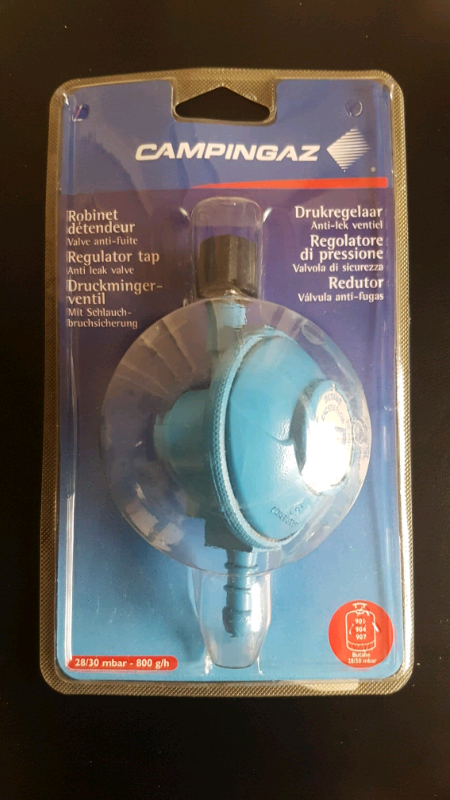 CAMPINGAZ
Robinet
détendeur
Valve anti-fuite
Regulator tap
Anti leak valve
Druckminger-
ventil
Mit Schlauch-
bruchsicherung
Drukregelaar
Anti-lek ventiel
Regolatore
di pressione
Valvola di sicurezza
Redutor
Válvula anti-fugas
28/30 mbar - 800 g/h
904
907
Butane
28/30 mbar